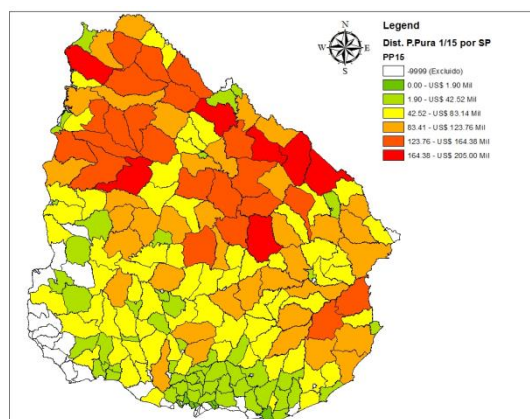 N
W E
S
Legend
Dist. P.Pura 1/15 por SP
PP15
-9999 (Excluido)
0.00 - US$ 1.90 Mil
1.90 - US$ 42.52 Mil
42.52 - US$ 83.14 Mil
83.41 - US$ 123.76 Mil
123.76 - US$ 164.38 Mil
164.38 - US$ 205.00 Mil